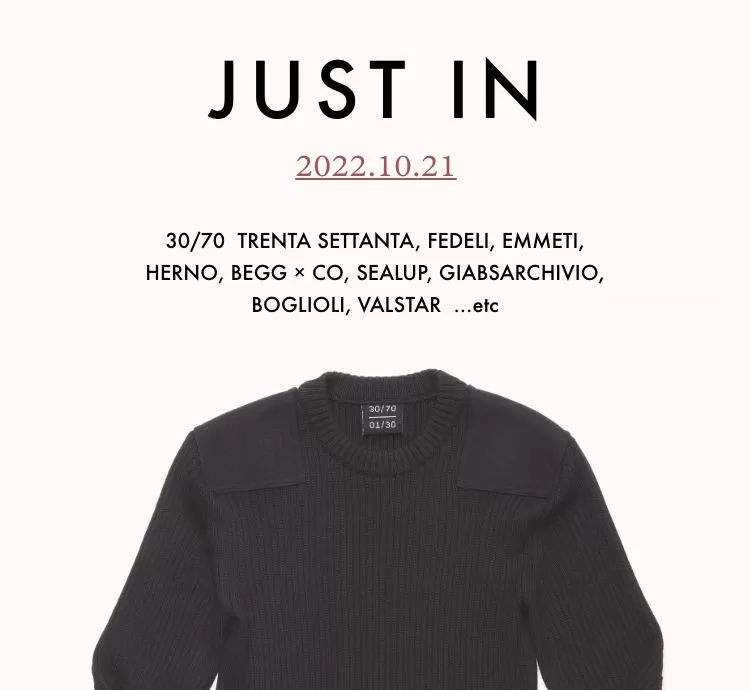 JUST IN
2022.10.21
30/70 TRENTA SETTANTA, FEDELI, EMMETI,
HERNO, BEGG × CO, SEALUP, GIABSARCHIVIO,
BOGLIOLI, VALSTAR ...etc
30/70
01/30